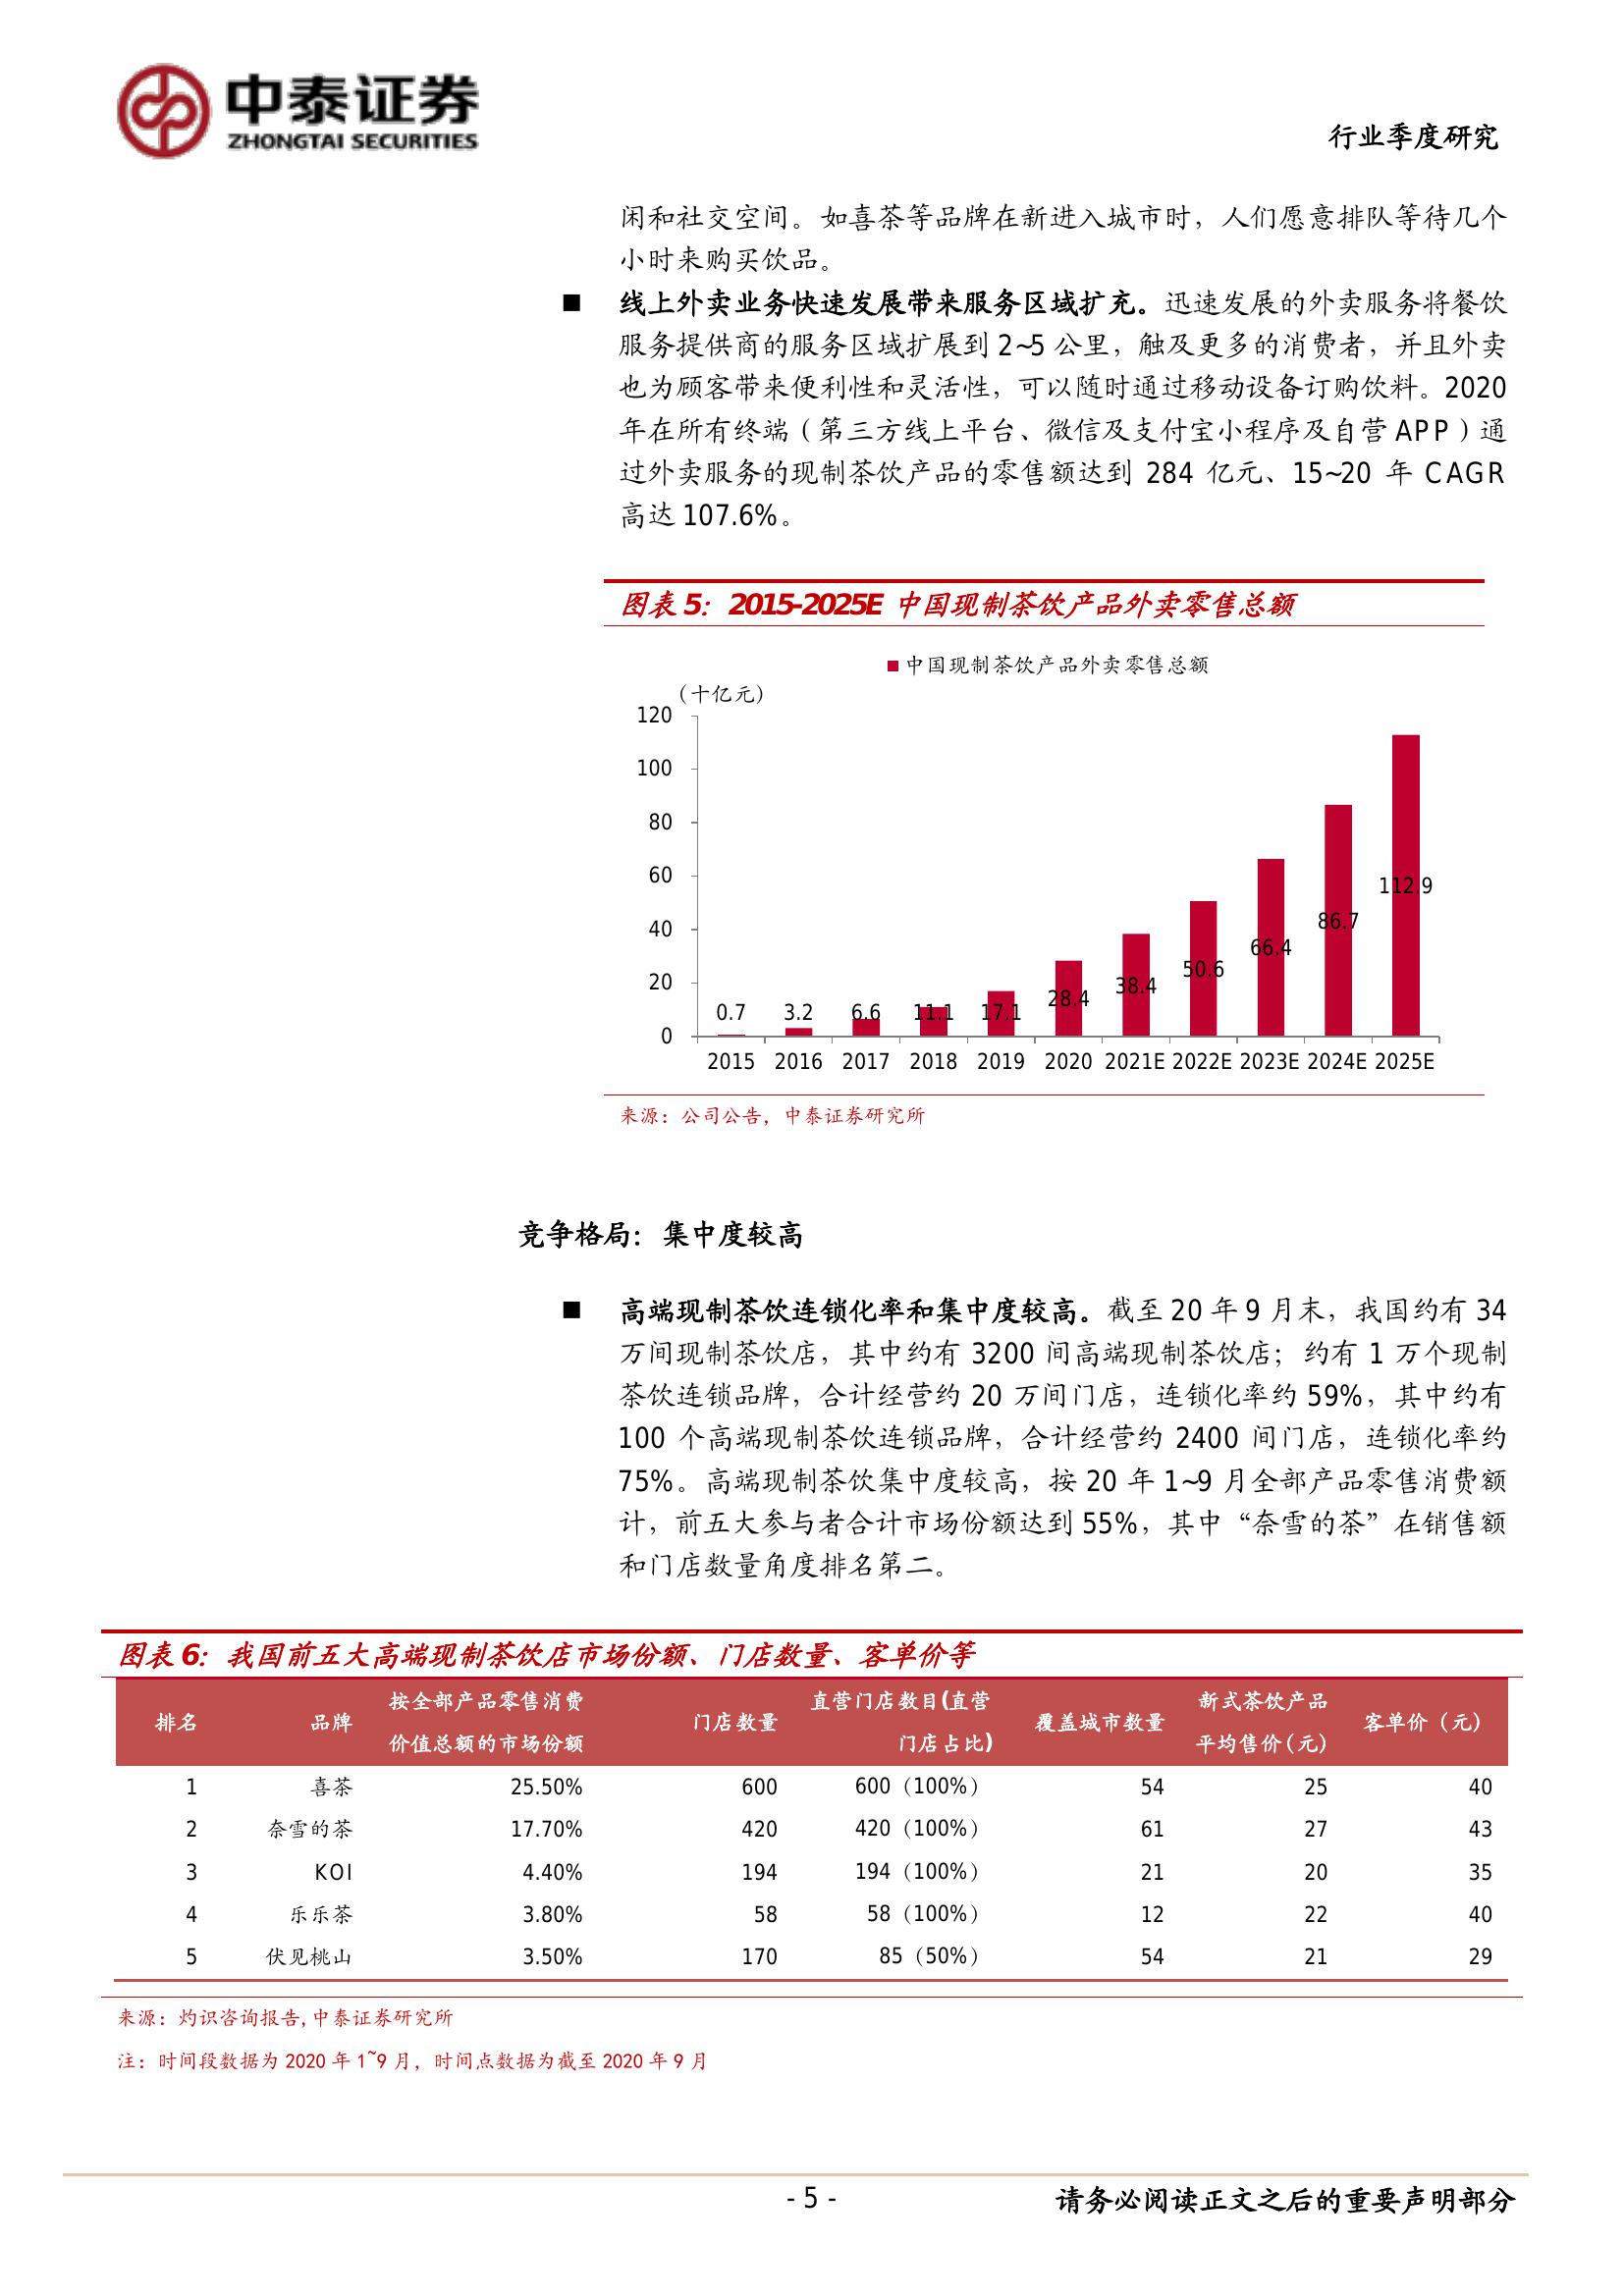 中泰证券
ZHONGTAI SECURITIES
行业季度研究
闲和社交空间。如喜茶等品牌在新进入城市时，人们愿意排队等待几个
小时来购买饮品。
■ 线上外卖业务快速发展带来服务区域扩充。迅速发展的外卖服务将餐饮
服务提供商的服务区域扩展到 2~5 公里，触及更多的消费者，并且外卖
也为顾客带来便利性和灵活性，可以随时通过移动设备订购饮料。2020
年在所有终端（第三方线上平台、微信及支付宝小程序及自营 APP）通
过外卖服务的现制茶饮产品的零售额达到 284 亿元、15~20 年 CAGR
高达 107.6%。
图表 5：2015-2025E 中国现制茶饮产品外卖零售总额
中国现制茶饮产品外卖零售总额
（十亿元）
120
100
80
60
40
20
0
0.7 3.2 6.6 11.1 17.1 28.4 38.4 50.6 66.4 86.7 112.9
2015 2016 2017 2018 2019 2020 2021E 2022E 2023E 2024E 2025E
来源：公司公告，中泰证券研究所
竞争格局：集中度较高
■ 高端现制茶饮连锁化率和集中度较高。截至 20 年 9 月末，我国约有 34
万间现制茶饮店，其中约有 3200 间高端现制茶饮店；约有 1 万个现制
茶饮连锁品牌，合计经营约 20 万间门店，连锁化率约 59%，其中约有
100 个高端现制茶饮连锁品牌，合计经营约 2400 间门店，连锁化率约
75%。高端现制茶饮集中度较高，按 20 年 1~9 月全部产品零售消费额
计，前五大参与者合计市场份额达到 55%，其中“奈雪的茶”在销售额
和门店数量角度排名第二。
图表 6：我国前五大高端现制茶饮店市场份额、门店数量、客单价等
排名 品牌 按全部产品零售消费价值总额的市场份额 门店数量 直营门店数目(直营门店占比) 覆盖城市数量 新式茶饮产品平均售价(元) 客单价（元）
1 喜茶 25.50% 600 600（100%） 54 25 40
2 奈雪的茶 17.70% 420 420（100%） 61 27 43
3 KOI 4.40% 194 194（100%） 21 20 35
4 乐乐茶 3.80% 58 58（100%） 12 22 40
5 伏见桃山 3.50% 170 85（50%） 54 21 29
来源：灼识咨询报告,中泰证券研究所
注：时间段数据为 2020 年 1~9 月，时间点数据为截至 2020 年 9 月
- 5 -
请务必阅读正文之后的重要声明部分